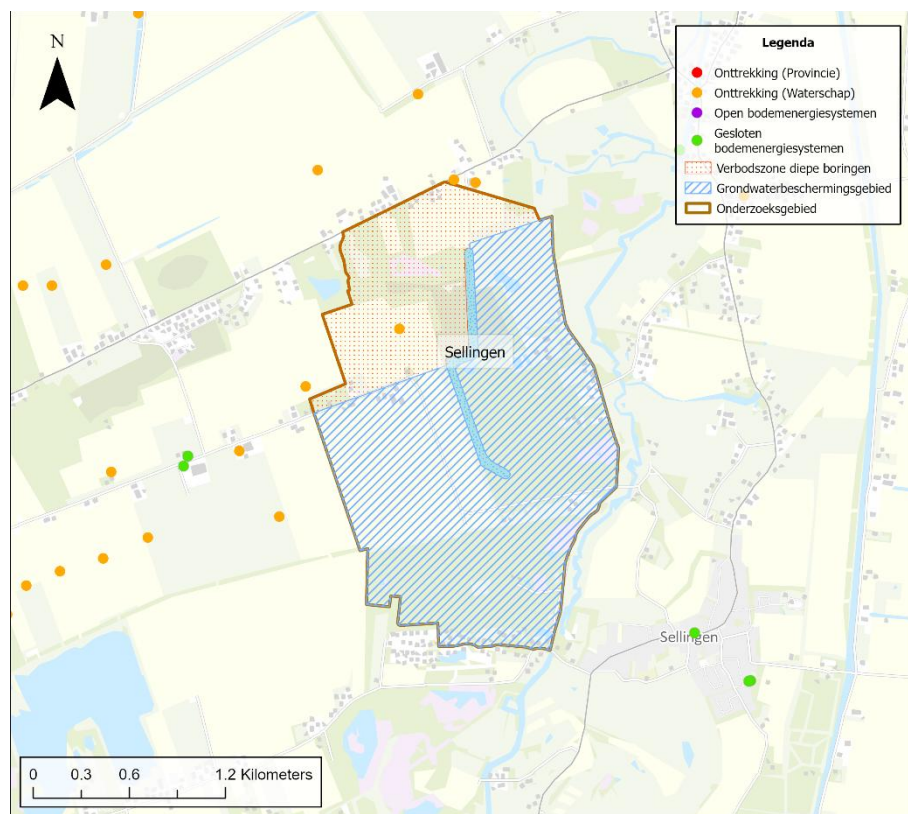 N
Legenda
Onttrekking (Provincie)
Onttrekking (Waterschap)
Open bodemenergiesystemen
Gesloten
bodemenergiesystemen
Verbodszone diepe boringen
Grondwaterbeschermingsgebied
Onderzoeksgebied
Sellingen
Sellingen
0 0.3 0.6 1.2 Kilometers